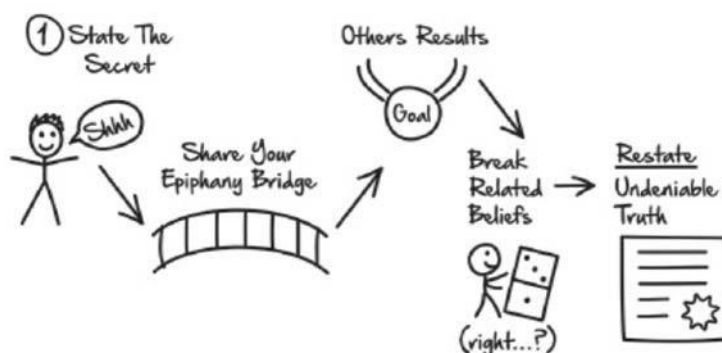 1 State The
Secret
Shhh
Share Your
Epiphany Bridge
Others Results
Goal
Break
Related
Beliefs
(right...?)
Restate
Undeniable
Truth